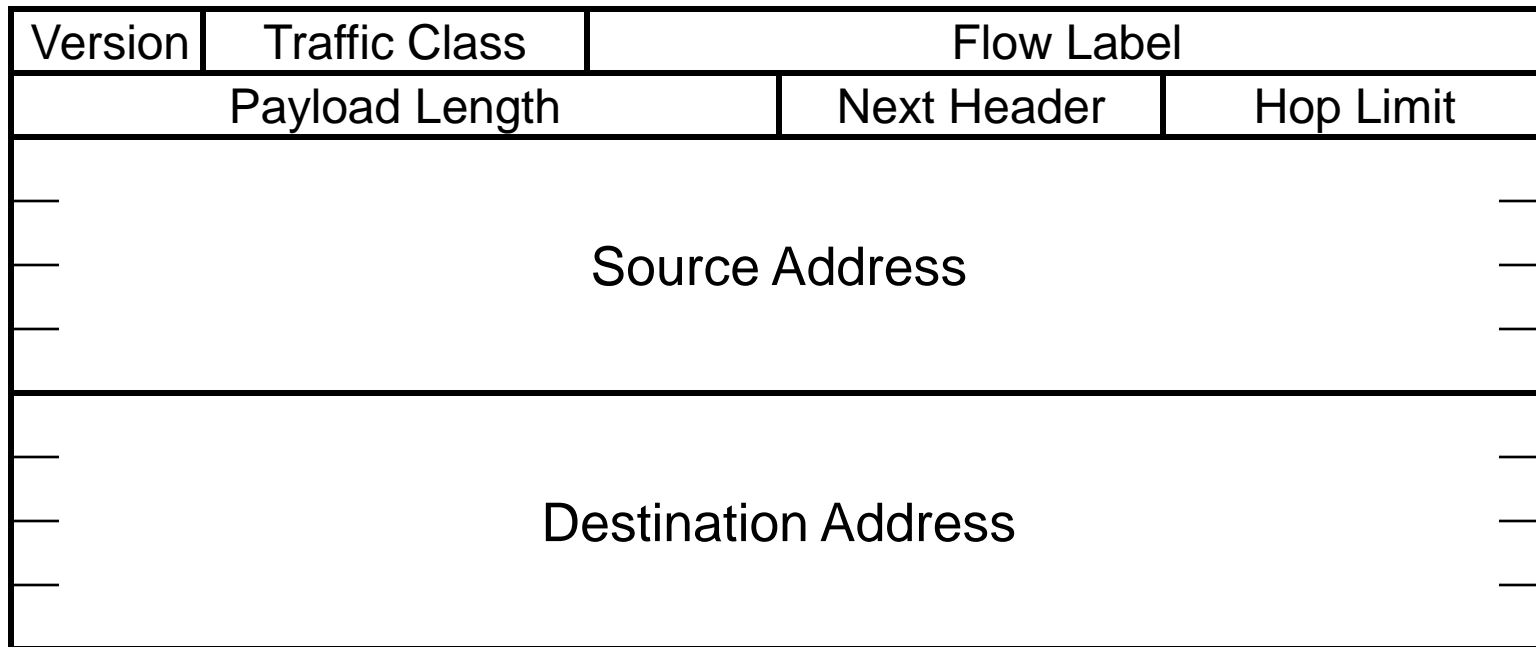 Version Traffic Class Flow Label
Payload Length Next Header Hop Limit
Source Address
Destination Address